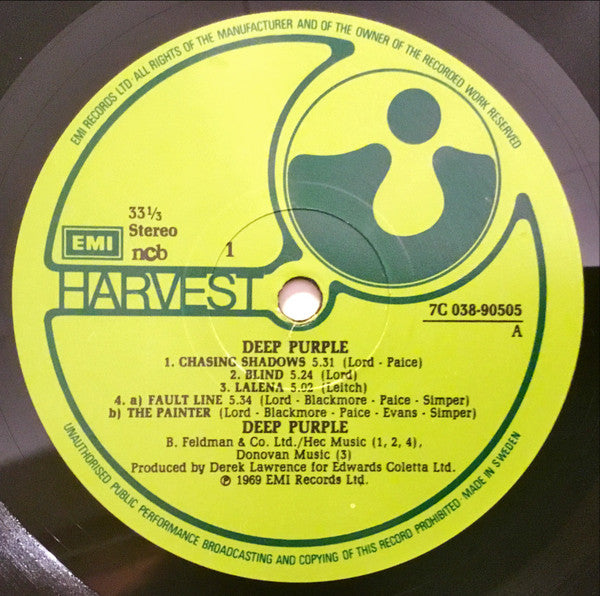 EMI RECORDS LTD· ALL RIGHTS OF THE MANUFACTURER AND OF THE OWNER OF THE RECORDED WORK RESERVED
33⅓
Stereo
EMI
ncb
1
HARVEST
7C 038-90505
A
DEEP PURPLE
1. CHASING SHADOWS 5.31 (Lord - Paice)
2. BLIND 5.24 (Lord)
3. LALENA 5.02 (Leitch)
4. a) FAULT LINE 5.34 (Lord - Blackmore - Paice - Simper)
b) THE PAINTER (Lord - Blackmore - Paice - Evans - Simper)
DEEP PURPLE
B. Feldman & Co. Ltd./Hec Music (1, 2, 4),
Donovan Music (3)
Produced by Derek Lawrence for Edwards Coletta Ltd.
℗ 1969 EMI Records Ltd.
UNAUTHORISED PUBLIC PERFORMANCE BROADCASTING AND COPYING OF THIS RECORD PROHIBITED · MADE IN SWEDEN